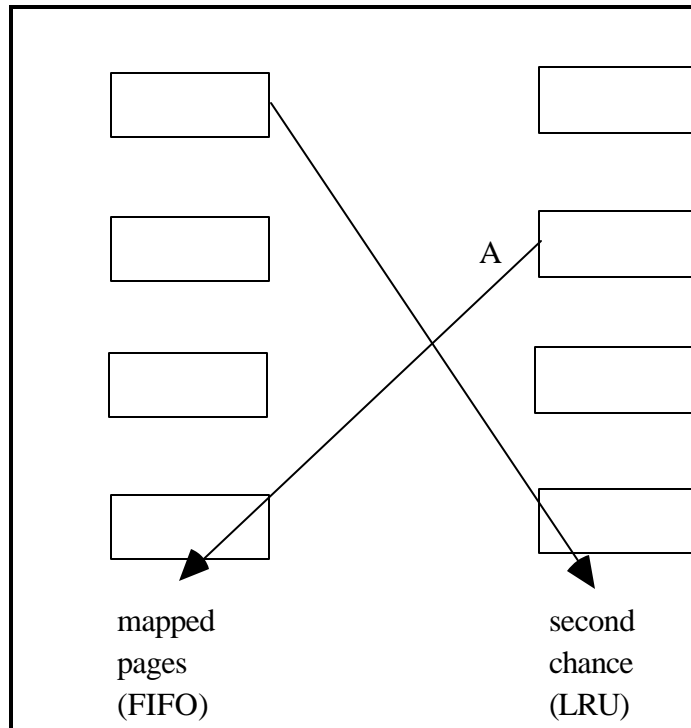 A
mapped
pages
(FIFO)
second
chance
(LRU)